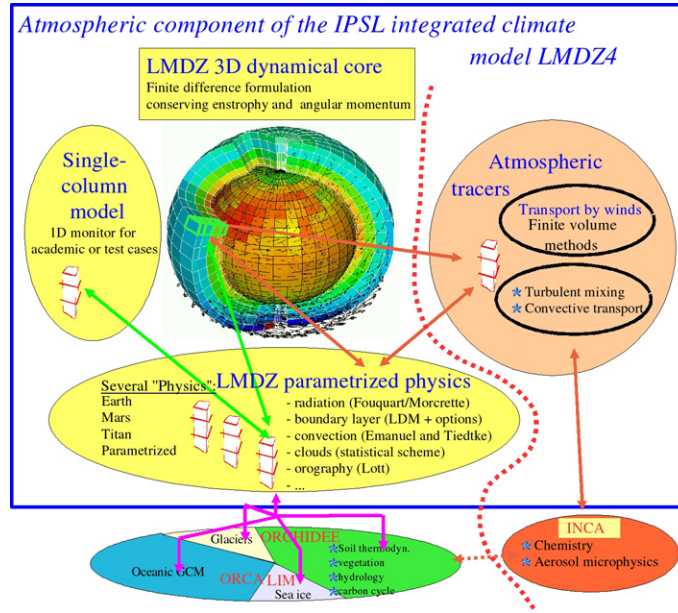 Atmospheric component of the IPSL integrated climate
model LMDZ4
LMDZ 3D dynamical core
Finite difference formulation
conserving enstrophy and angular momentum
Single-
column
model
1D monitor for
academic or test cases
Atmospheric
tracers
Transport by winds
Finite volume
methods
Turbulent mixing
Convective transport
LMDZ parametrized physics
Several "Physics":
Earth
Mars
Titan
Parametrized
- radiation (Fouquart/Morcrette)
- boundary layer (LDM + options)
- convection (Emanuel and Tiedtke)
- clouds (statistical scheme)
- orography (Lott)
- ...
Glaciers
ORCHIDEE
Soil thermodyn.
vegetation
hydrology
carbon cycle
Oceanic GCM
ORCA LIM
Sea ice
INCA
Chemistry
Aerosol microphysics